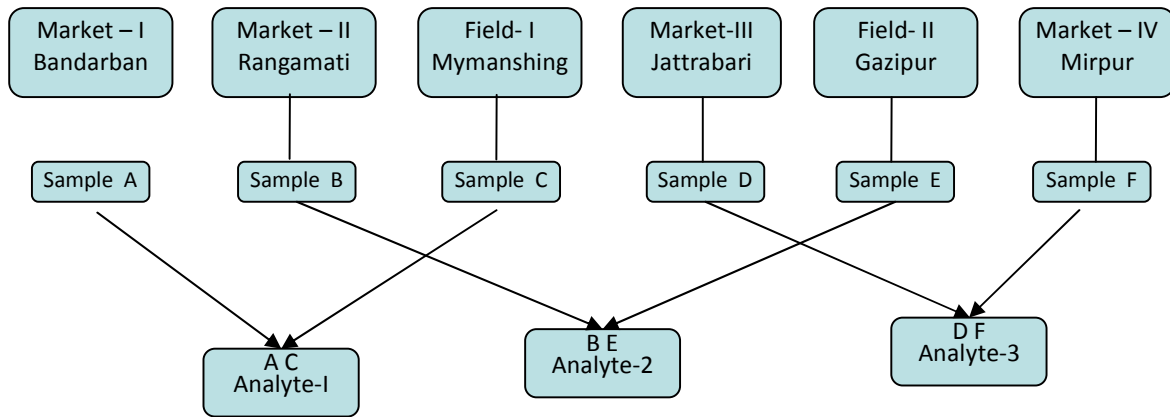 Market – I
Bandarban
Market – II
Rangamati
Field- I
Mymanshing
Market-III
Jattrabari
Field- II
Gazipur
Market – IV
Mirpur
Sample A
Sample B
Sample C
Sample D
Sample E
Sample F
A C
Analyte-I
B E
Analyte-2
D F
Analyte-3